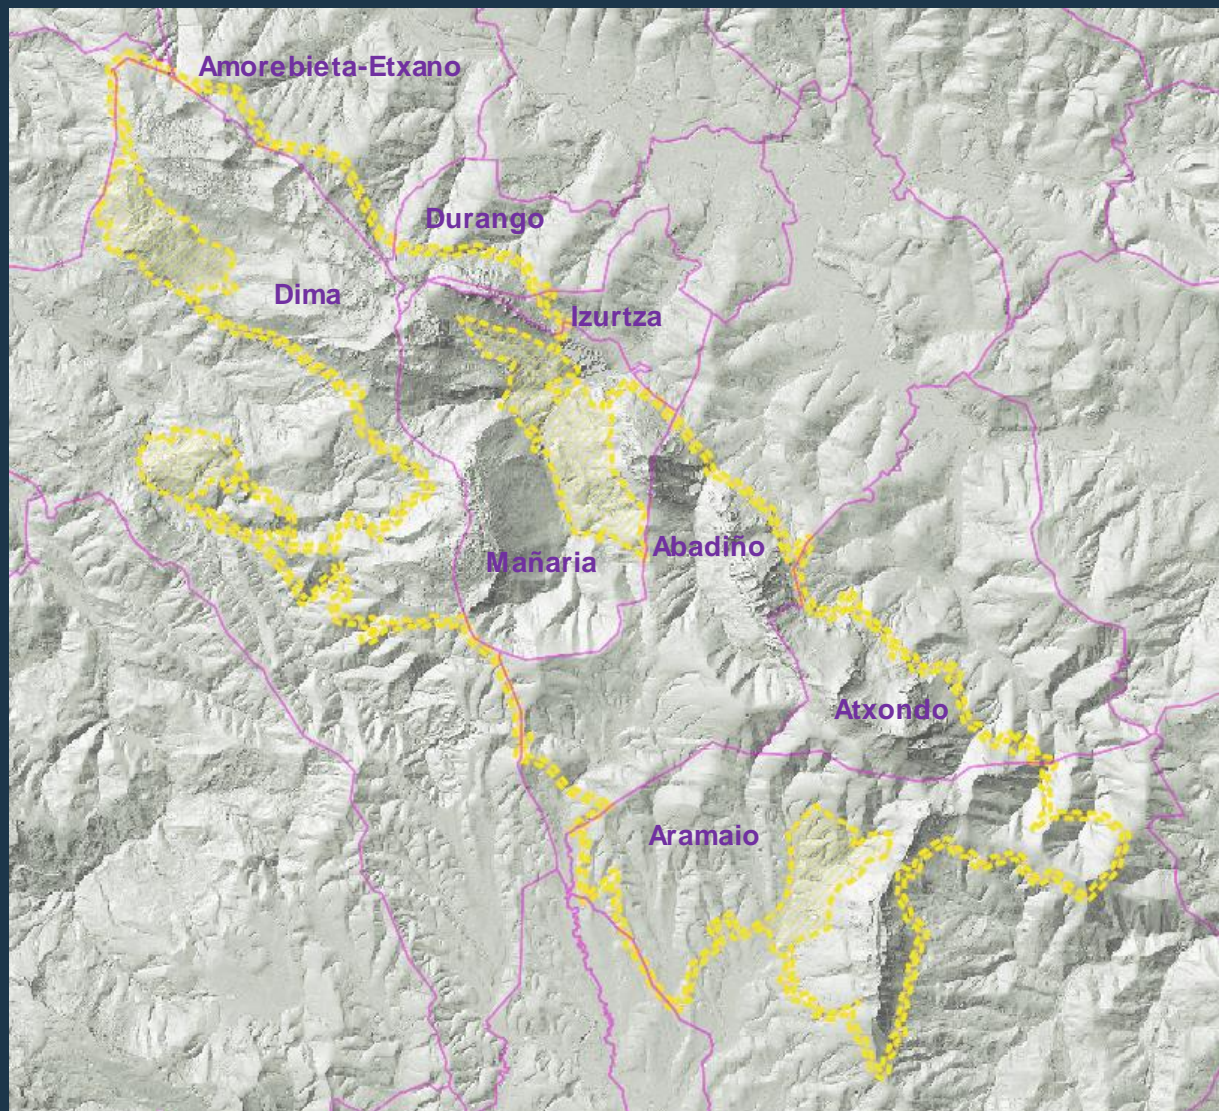 Amorebieta-Etxano
Durango
Dima
Izurtza
Abadiño
Mañaria
Atxondo
Aramaio